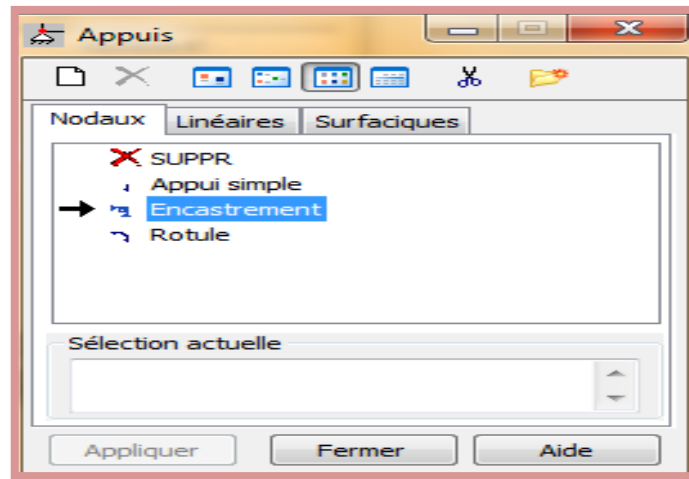 Appuis
Nodaux Linéaires Surfaciques
SUPPR
Appui simple
Encastrement
Rotule
Sélection actuelle
Appliquer Fermer Aide